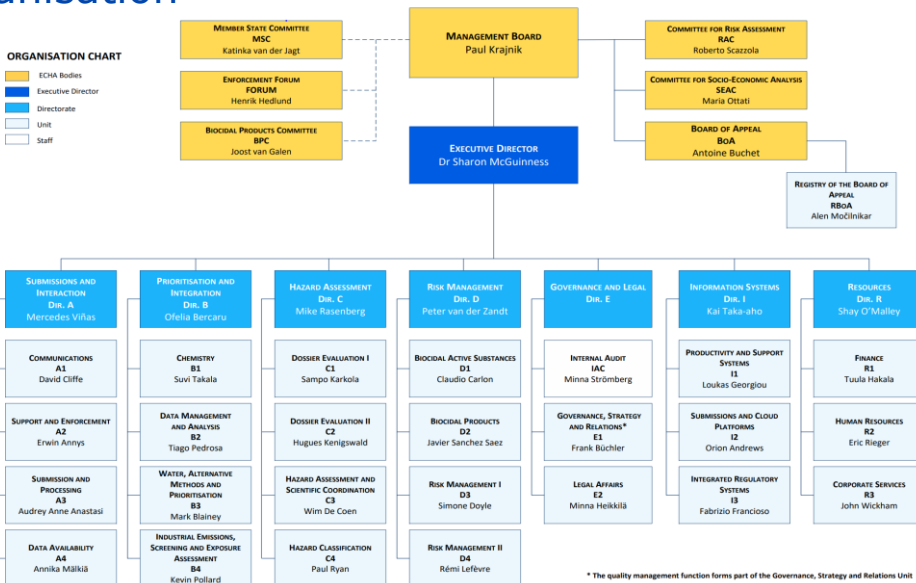 ORGANISATION CHART
ECHA Bodies
Executive Director
Directorate
Unit
Staff
MEMBER STATE COMMITTEE
MSC
Katinka van der Jagt
ENFORCEMENT FORUM
FORUM
Henrik Hedlund
BIOCIDAL PRODUCTS COMMITTEE
BPC
Joost van Galen
MANAGEMENT BOARD
Paul Krajnik
EXECUTIVE DIRECTOR
Dr Sharon McGuinness
COMMITTEE FOR RISK ASSESSMENT
RAC
Roberto Scazzola
COMMITTEE FOR SOCIO-ECONOMIC ANALYSIS
SEAC
Maria Ottati
BOARD OF APPEAL
BOA
Antoine Buchet
REGISTRY OF THE BOARD OF
APPEAL
RBOA
Alen Močilnikar
SUBMISSIONS AND
INTERACTION
DIR. A
Mercedes Viñas
COMMUNICATIONS
A1
David Cliffe
SUPPORT AND ENFORCEMENT
A2
Erwin Annys
SUBMISSION AND
PROCESSING
A3
Audrey Anne Anastasi
DATA AVAILABILITY
A4
Annika Mälkiä
PRIORITISATION AND
INTEGRATION
DIR. B
Ofelia Bercaru
CHEMISTRY
B1
Suvi Takala
DATA MANAGEMENT
AND ANALYSIS
B2
Tiago Pedrosa
WATER, ALTERNATIVE
METHODS AND
PRIORITISATION
B3
Mark Blainey
INDUSTRIAL EMISSIONS,
SCREENING AND EXPOSURE
ASSESSMENT
B4
Kevin Pollard
HAZARD ASSESSMENT
DIR. C
Mike Rasenberg
DOSSIER EVALUATION I
C1
Sampo Karkola
DOSSIER EVALUATION II
C2
Hugues Kenigswald
HAZARD ASSESSMENT AND
SCIENTIFIC COORDINATION
C3
Wim De Coen
HAZARD CLASSIFICATION
C4
Paul Ryan
RISK MANAGEMENT
DIR. D
Peter van der Zandt
BIOCIDAL ACTIVE SUBSTANCES
D1
Claudio Carlon
BIOCIDAL PRODUCTS
D2
Javier Sanchez Saez
RISK MANAGEMENT I
D3
Simone Doyle
RISK MANAGEMENT II
D4
Rémi Lefèvre
GOVERNANCE AND LEGAL
DIR. E
INTERNAL AUDIT
IAC
Minna Strömberg
GOVERNANCE, STRATEGY
AND RELATIONS*
E1
Frank Büchler
LEGAL AFFAIRS
E2
Minna Heikkilä
INFORMATION SYSTEMS
DIR. I
Kai Taka-aho
PRODUCTIVITY AND SUPPORT
SYSTEMS
I1
Loukas Georgiou
SUBMISSIONS AND CLOUD
PLATFORMS
I2
Orion Andrews
INTEGRATED REGULATORY
SYSTEMS
I3
Fabrizio Francioso
RESOURCES
DIR. R
Shay O'Malley
FINANCE
R1
Tuula Hakala
HUMAN RESOURCES
R2
Eric Rieger
CORPORATE SERVICES
R3
John Wickham
* The quality management function forms part of the Governance, Strategy and Relations Unit